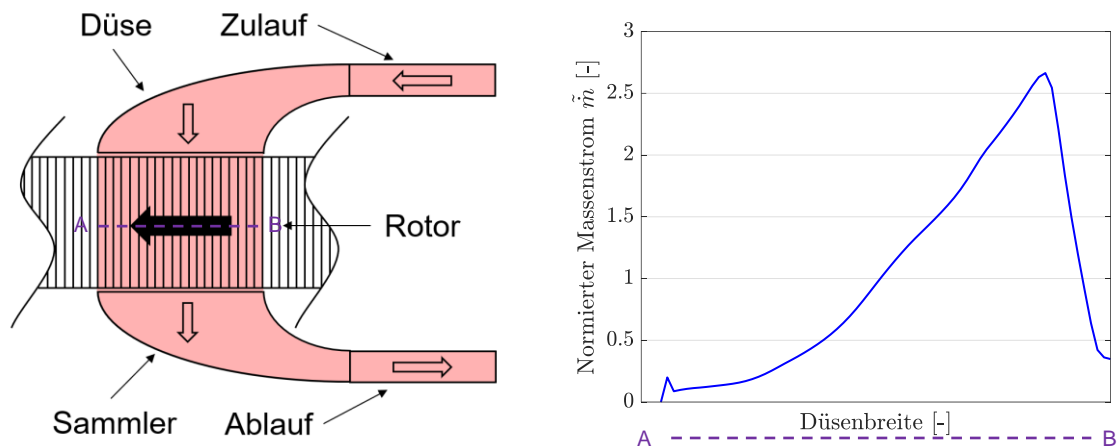 Düse
Zulauf
A
B
Rotor
Sammler
Ablauf
Normierter Massenstrom m̃ [-]
3
2.5
2
1.5
1
0.5
0
Düsenbreite [-]
A
B